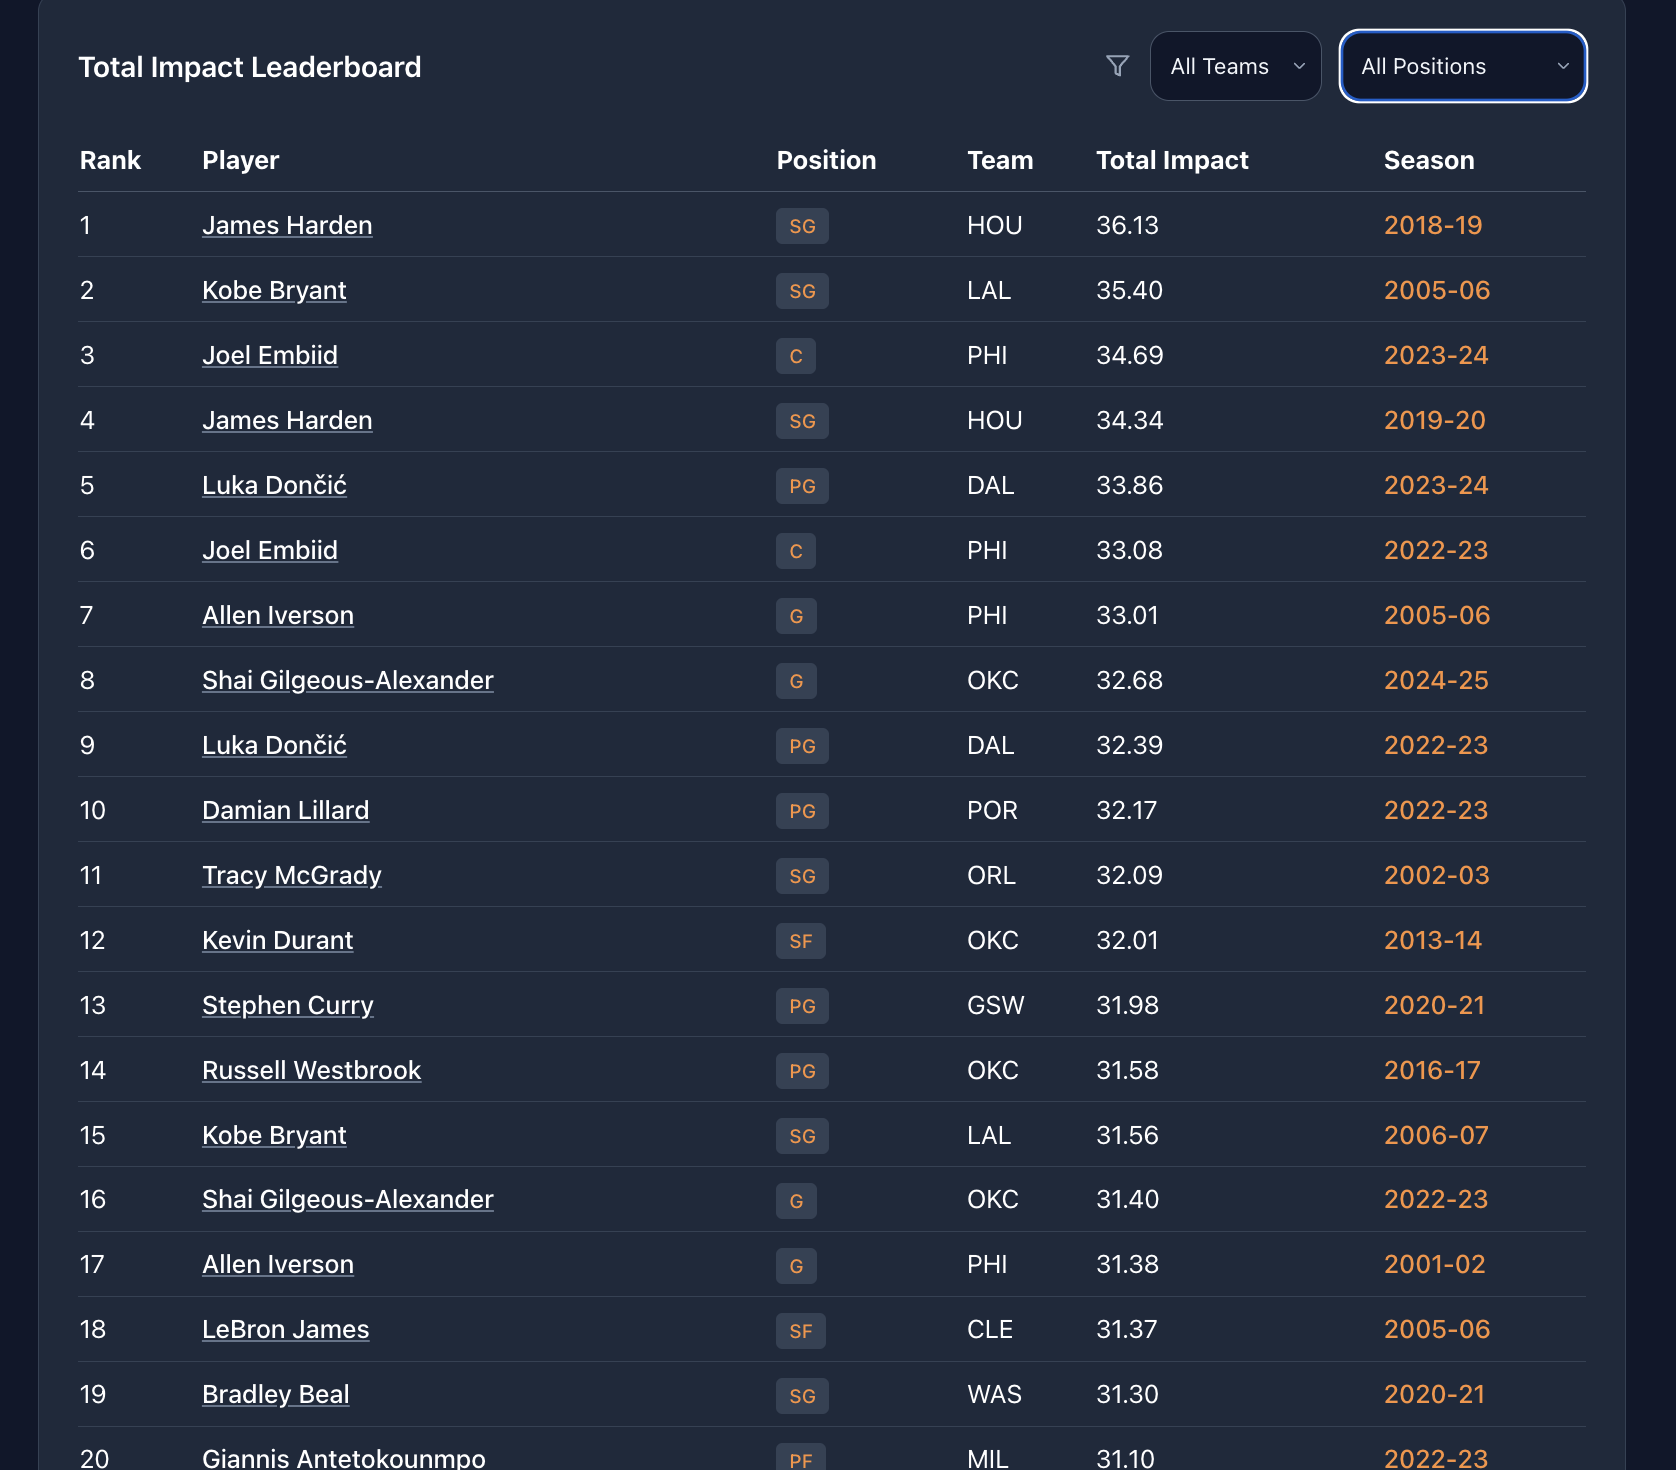 Total Impact Leaderboard
All Teams
All Positions
Rank Player Position Team Total Impact Season
1 James Harden SG HOU 36.13 2018-19
2 Kobe Bryant SG LAL 35.40 2005-06
3 Joel Embiid C PHI 34.69 2023-24
4 James Harden SG HOU 34.34 2019-20
5 Luka Dončić PG DAL 33.86 2023-24
6 Joel Embiid C PHI 33.08 2022-23
7 Allen Iverson G PHI 33.01 2005-06
8 Shai Gilgeous-Alexander G OKC 32.68 2024-25
9 Luka Dončić PG DAL 32.39 2022-23
10 Damian Lillard PG POR 32.17 2022-23
11 Tracy McGrady SG ORL 32.09 2002-03
12 Kevin Durant SF OKC 32.01 2013-14
13 Stephen Curry PG GSW 31.98 2020-21
14 Russell Westbrook PG OKC 31.58 2016-17
15 Kobe Bryant SG LAL 31.56 2006-07
16 Shai Gilgeous-Alexander G OKC 31.40 2022-23
17 Allen Iverson G PHI 31.38 2001-02
18 LeBron James SF CLE 31.37 2005-06
19 Bradley Beal SG WAS 31.30 2020-21
20 Giannis Antetokounmpo PF MIL 31.10 2022-23